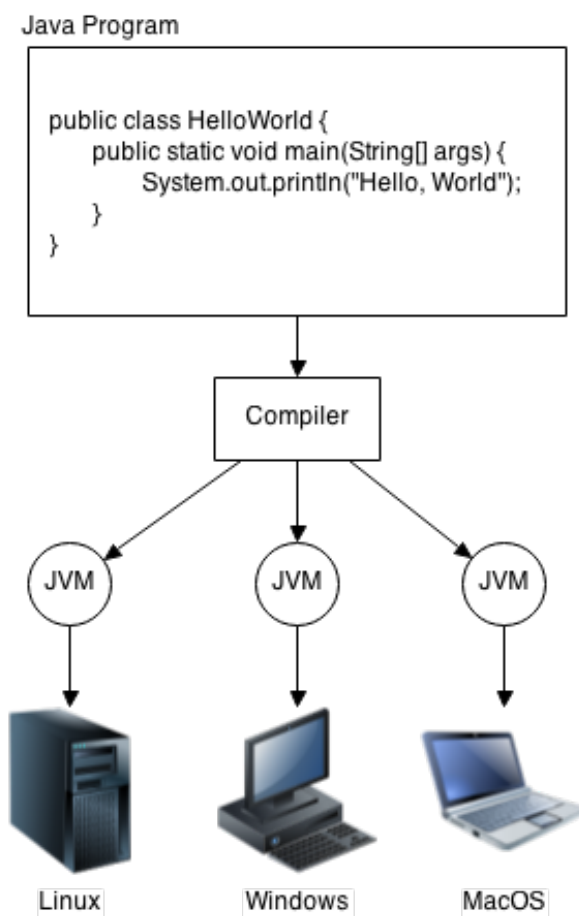 Java Program
public class HelloWorld {
public static void main(String[] args) {
System.out.println("Hello, World");
}
}
Compiler
JVM JVM JVM
Linux Windows MacOS